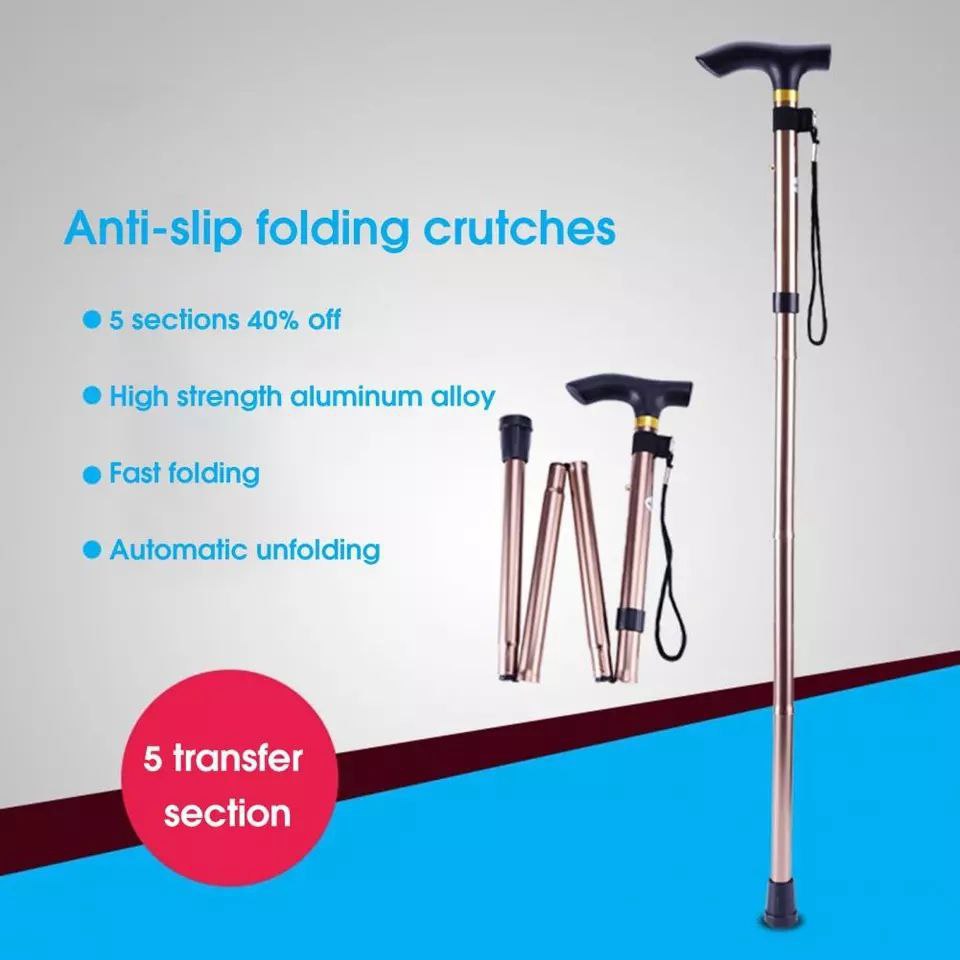 Anti-slip folding crutches
5 sections 40% off
High strength aluminum alloy
Fast folding
Automatic unfolding
5 transfer
section